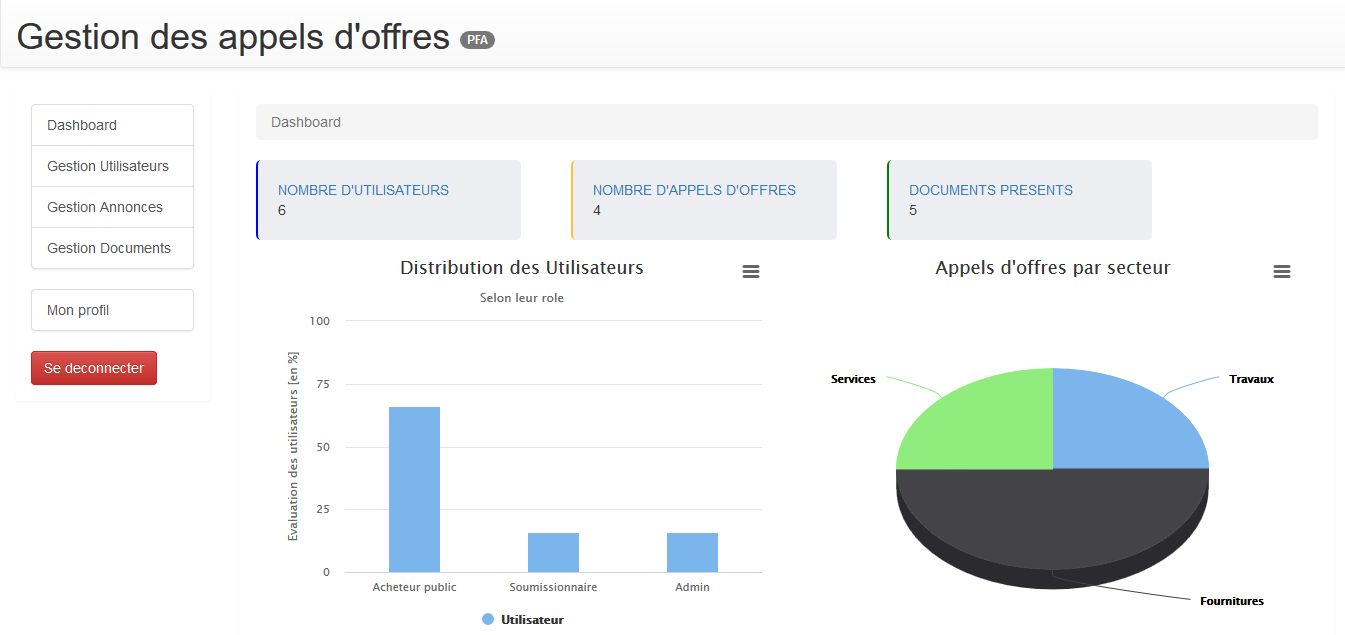 Gestion des appels d'offres PFA
Dashboard
Gestion Utilisateurs
Gestion Annonces
Gestion Documents
Mon profil
Se deconnecter
Dashboard
NOMBRE D'UTILISATEURS
6
NOMBRE D'APPELS D'OFFRES
4
DOCUMENTS PRESENTS
5
Distribution des Utilisateurs
Selon leur role
Evaluation des utilisateurs [en %]
100
75
50
25
0
Acheteur public
Soumissionnaire
Admin
Utilisateur
Appels d'offres par secteur
Services
Travaux
Fournitures